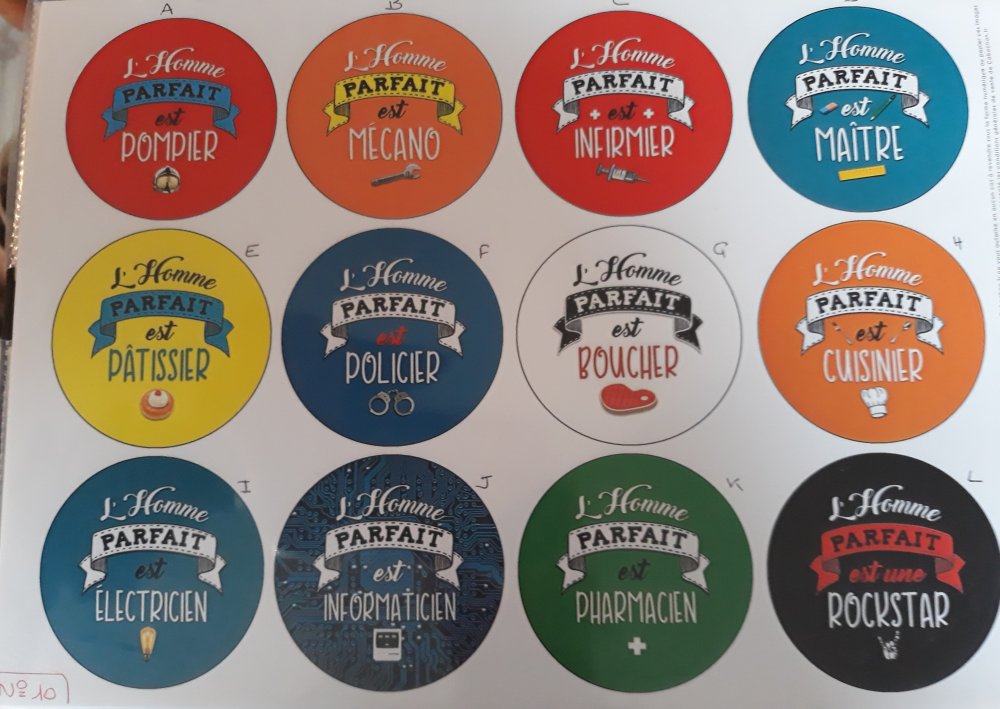 A
L'Homme
PARFAIT
est
POMPIER
B
L'Homme
PARFAIT
est
MÉCANO
C
L'Homme
PARFAIT
est
INFIRMIER
D
L'Homme
PARFAIT
est
MAÎTRE
E
L'Homme
PARFAIT
est
PÂTISSIER
F
L'Homme
PARFAIT
est
POLICIER
G
L'Homme
PARFAIT
est
BOUCHER
H
L'Homme
PARFAIT
est
CUISINIER
I
L'Homme
PARFAIT
est
ÉLECTRICIEN
J
L'Homme
PARFAIT
est
INFORMATICIEN
K
L'Homme
PARFAIT
est
PHARMACIEN
L
L'Homme
PARFAIT
est une
ROCKSTAR
N° 10